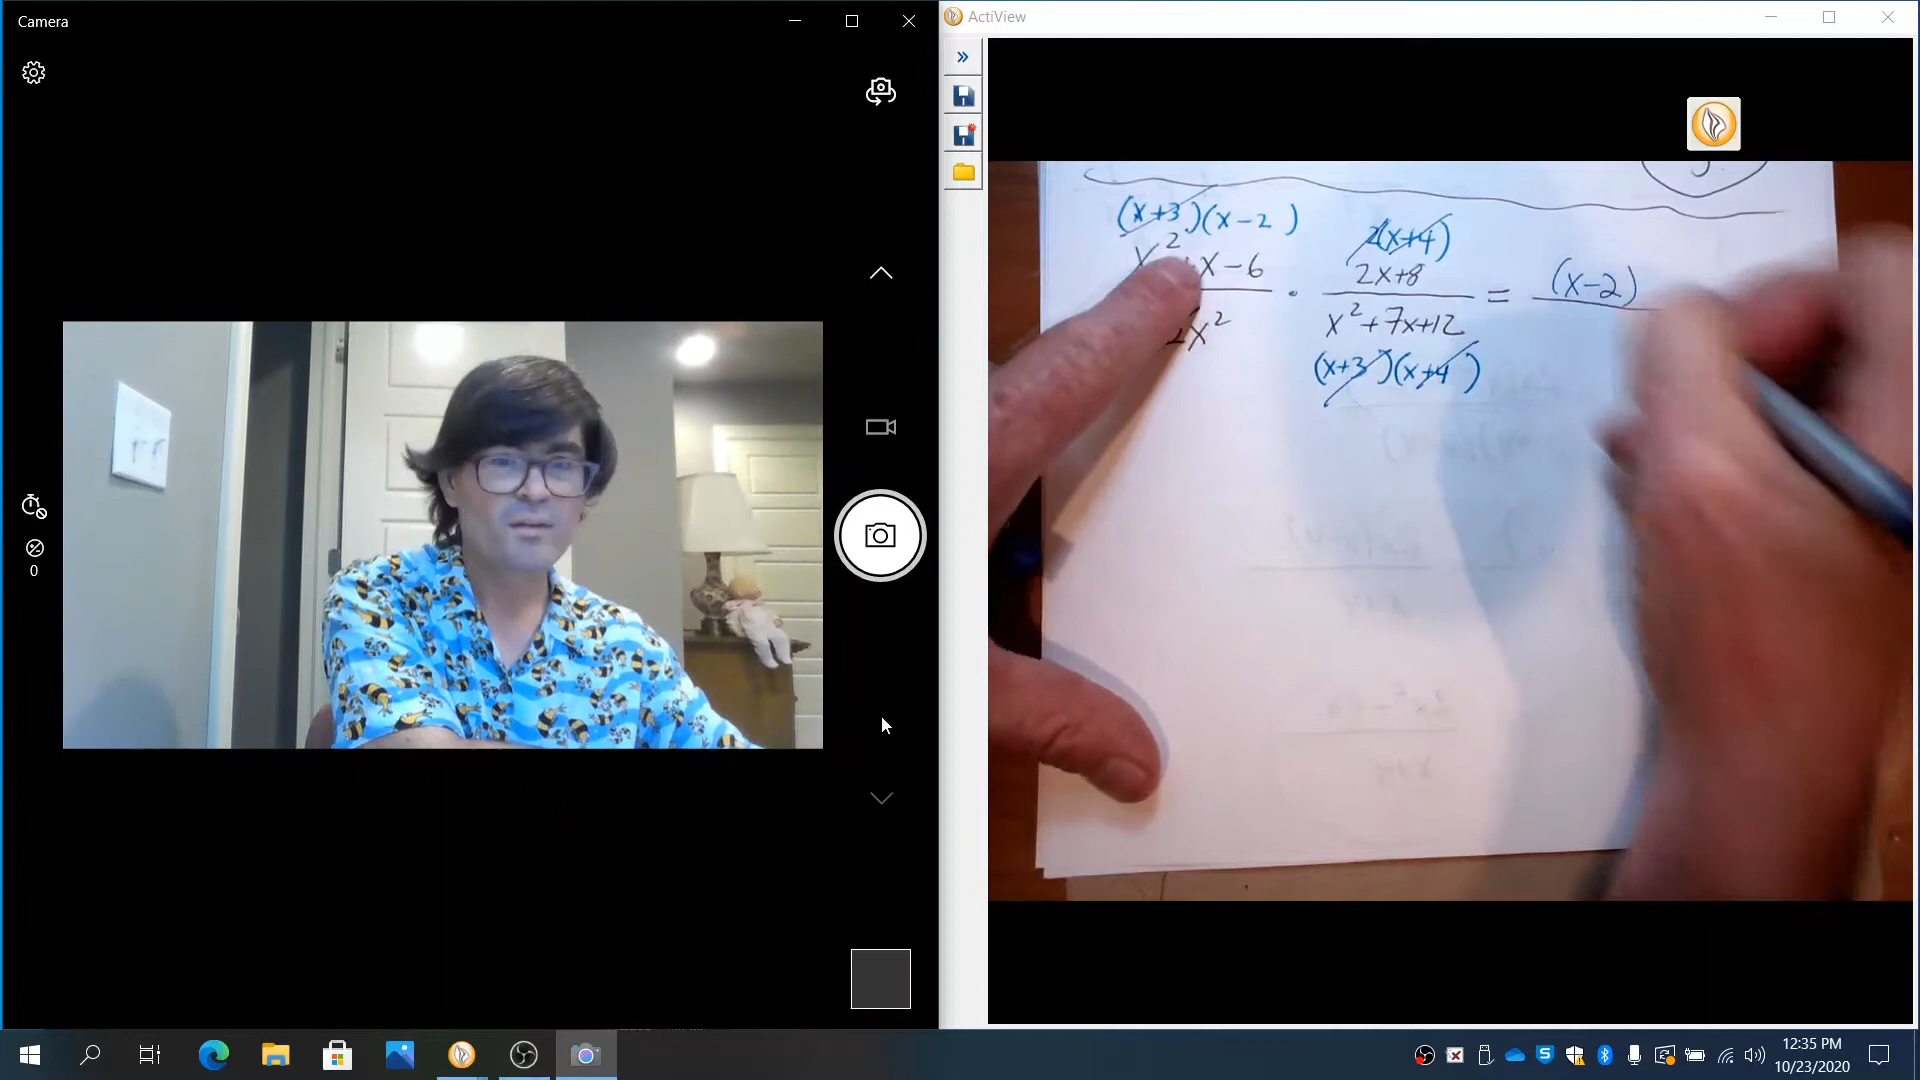 Camera
ActiView
(x+3)(x-2)
2(x+4)
x² + x - 6
2x+8
(x-2)
·
=
2x²
x²+7x+12
(x+3)(x+4)
0
12:35 PM
10/23/2020